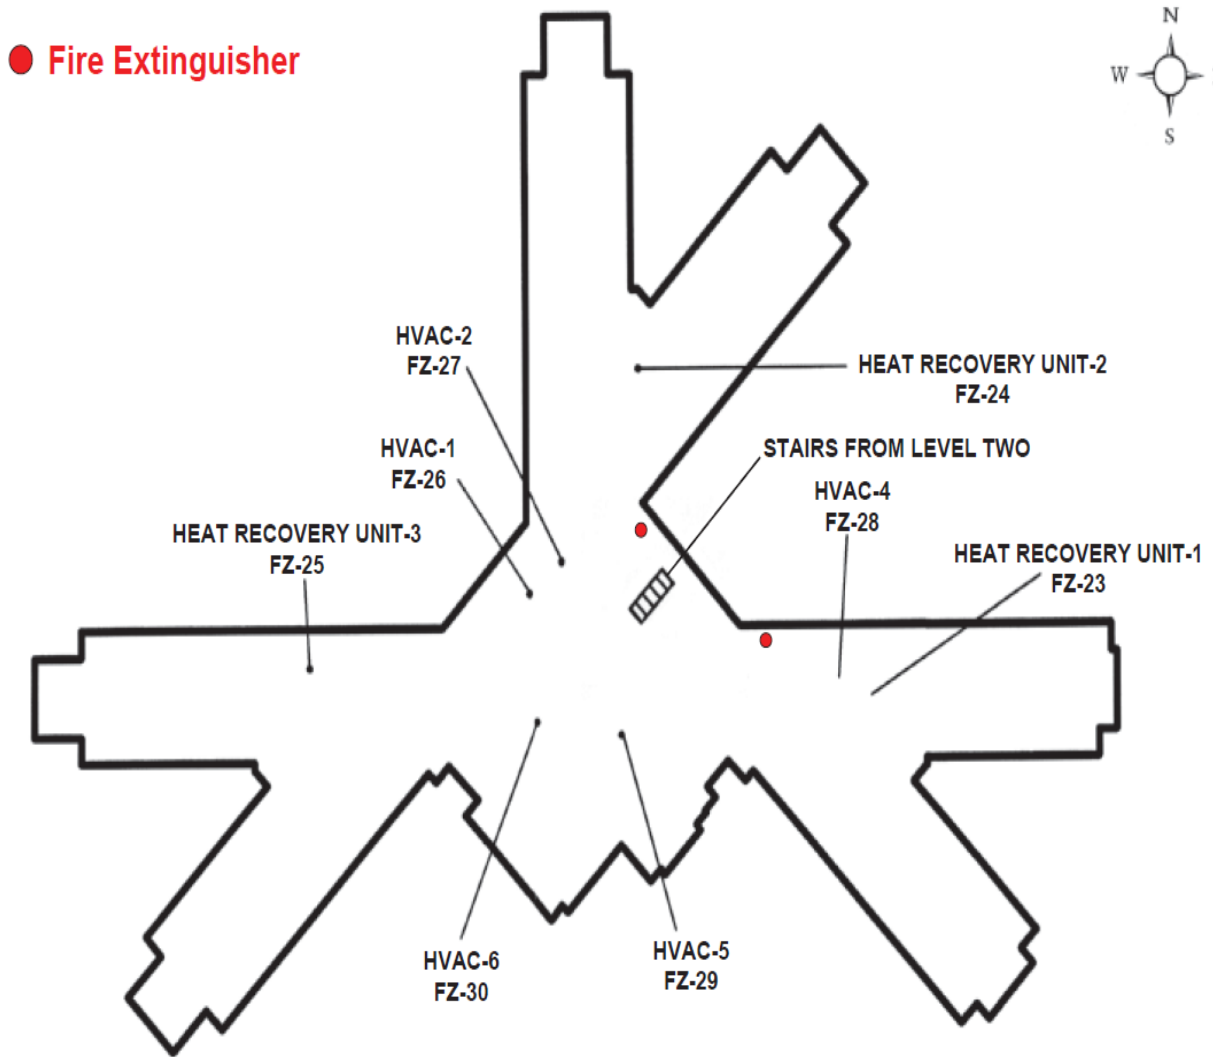 N
Fire Extinguisher
W
S
HVAC-2
FZ-27
HEAT RECOVERY UNIT-2
FZ-24
HVAC-1
FZ-26
STAIRS FROM LEVEL TWO
HVAC-4
FZ-28
HEAT RECOVERY UNIT-3
FZ-25
HEAT RECOVERY UNIT-1
FZ-23
HVAC-6
FZ-30
HVAC-5
FZ-29